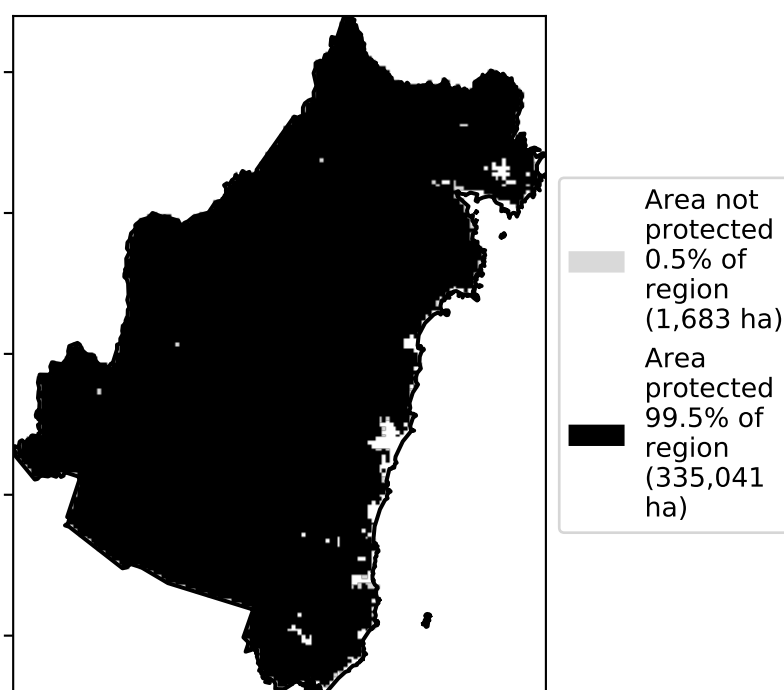 Area not
protected
0.5% of
region
(1,683 ha)
Area
protected
99.5% of
region
(335,041
ha)